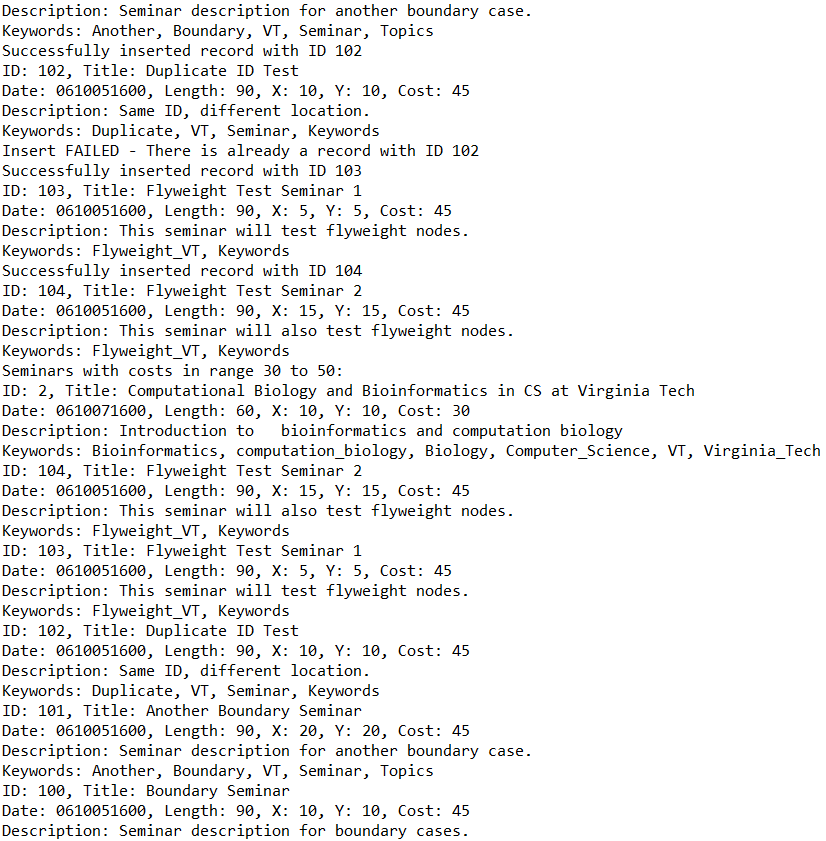 Description: Seminar description for another boundary case.
Keywords: Another, Boundary, VT, Seminar, Topics
Successfully inserted record with ID 102
ID: 102, Title: Duplicate ID Test
Date: 0610051600, Length: 90, X: 10, Y: 10, Cost: 45
Description: Same ID, different location.
Keywords: Duplicate, VT, Seminar, Keywords
Insert FAILED - There is already a record with ID 102
Successfully inserted record with ID 103
ID: 103, Title: Flyweight Test Seminar 1
Date: 0610051600, Length: 90, X: 5, Y: 5, Cost: 45
Description: This seminar will test flyweight nodes.
Keywords: Flyweight_VT, Keywords
Successfully inserted record with ID 104
ID: 104, Title: Flyweight Test Seminar 2
Date: 0610051600, Length: 90, X: 15, Y: 15, Cost: 45
Description: This seminar will also test flyweight nodes.
Keywords: Flyweight_VT, Keywords
Seminars with costs in range 30 to 50:
ID: 2, Title: Computational Biology and Bioinformatics in CS at Virginia Tech
Date: 0610071600, Length: 60, X: 10, Y: 10, Cost: 30
Description: Introduction to   bioinformatics and computation biology
Keywords: Bioinformatics, computation_biology, Biology, Computer_Science, VT, Virginia_Tech
ID: 104, Title: Flyweight Test Seminar 2
Date: 0610051600, Length: 90, X: 15, Y: 15, Cost: 45
Description: This seminar will also test flyweight nodes.
Keywords: Flyweight_VT, Keywords
ID: 103, Title: Flyweight Test Seminar 1
Date: 0610051600, Length: 90, X: 5, Y: 5, Cost: 45
Description: This seminar will test flyweight nodes.
Keywords: Flyweight_VT, Keywords
ID: 102, Title: Duplicate ID Test
Date: 0610051600, Length: 90, X: 10, Y: 10, Cost: 45
Description: Same ID, different location.
Keywords: Duplicate, VT, Seminar, Keywords
ID: 101, Title: Another Boundary Seminar
Date: 0610051600, Length: 90, X: 20, Y: 20, Cost: 45
Description: Seminar description for another boundary case.
Keywords: Another, Boundary, VT, Seminar, Topics
ID: 100, Title: Boundary Seminar
Date: 0610051600, Length: 90, X: 10, Y: 10, Cost: 45
Description: Seminar description for boundary cases.